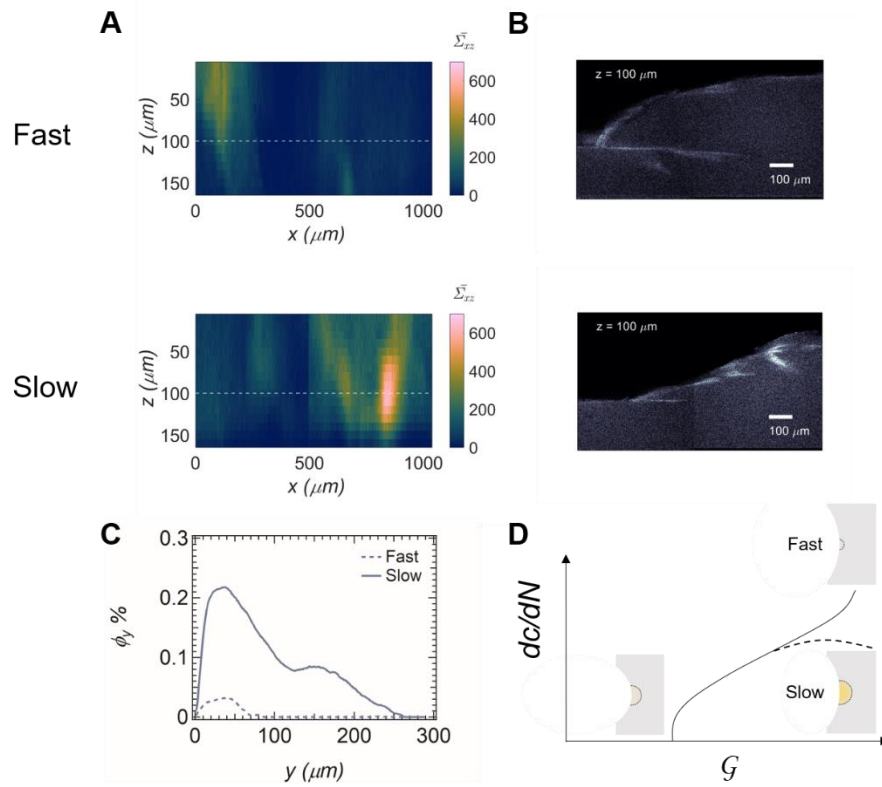 A
B
Fast
Σ̄xz
600
400
200
0
z (μm)
50
100
150
0
500
1000
x (μm)
z = 100 μm
100 μm
Slow
Σ̄xz
600
400
200
0
z (μm)
50
100
150
0
500
1000
x (μm)
z = 100 μm
100 μm
C
ϕy %
0.3
0.2
0.1
0
Fast
Slow
0
100
200
300
y (μm)
D
dc/dN
Fast
Slow
𝒢